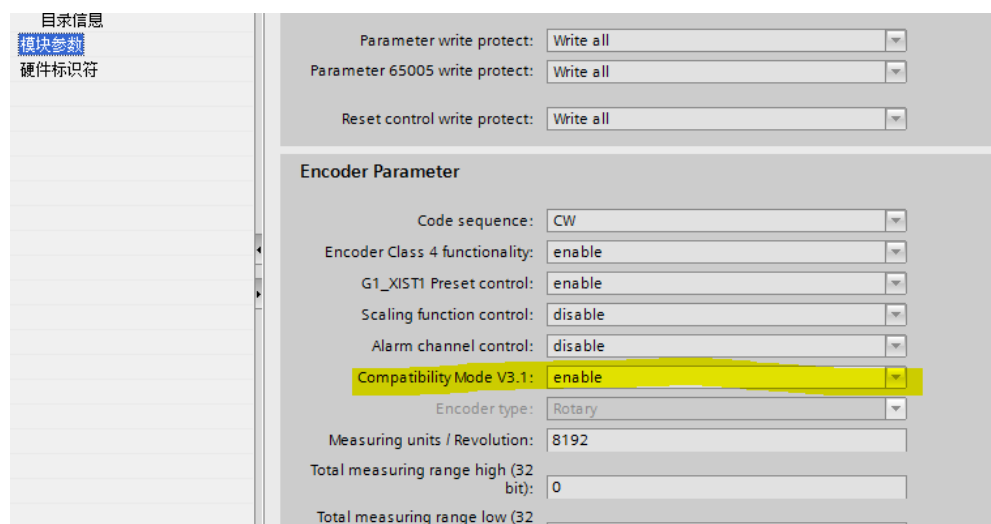 目录信息
模块参数
硬件标识符
Parameter write protect: Write all
Parameter 65005 write protect: Write all
Reset control write protect: Write all
Encoder Parameter
Code sequence: CW
Encoder Class 4 functionality: enable
G1_XIST1 Preset control: enable
Scaling function control: disable
Alarm channel control: disable
Compatibility Mode V3.1: enable
Encoder type: Rotary
Measuring units / Revolution: 8192
Total measuring range high (32
bit): 0
Total measuring range low (32